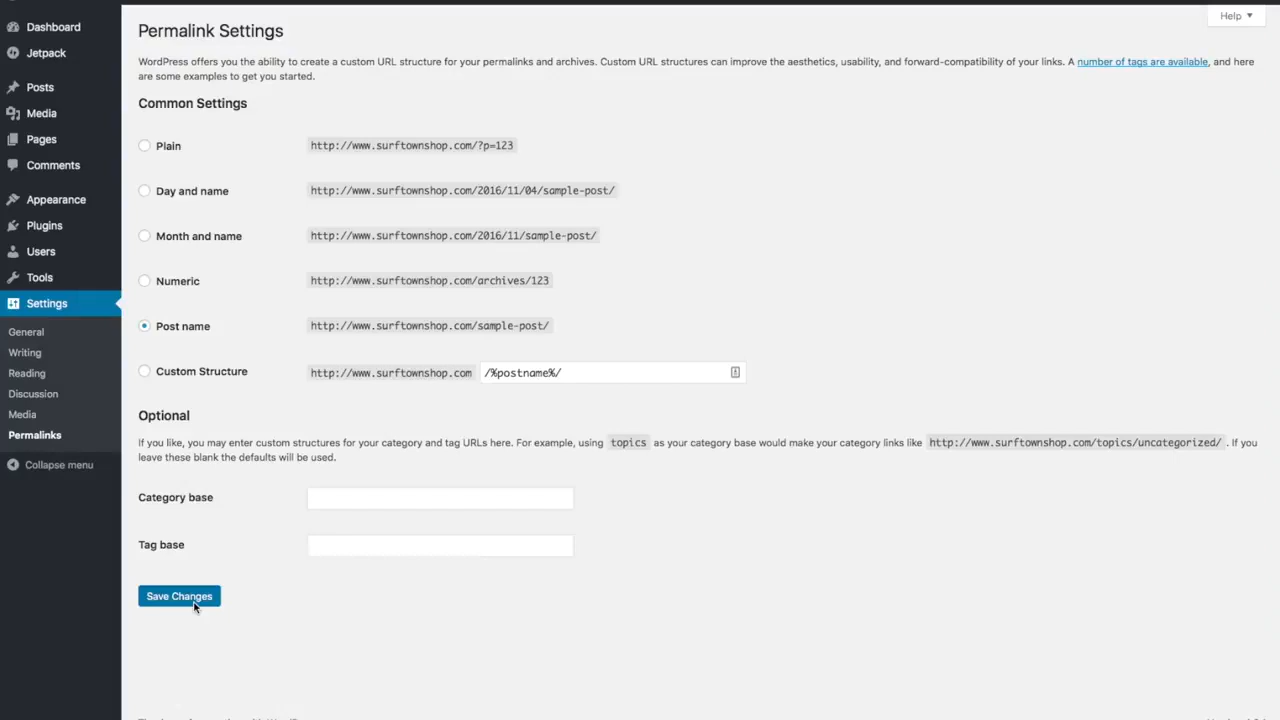 Help
Dashboard
Jetpack
Posts
Media
Pages
Comments
Appearance
Plugins
Users
Tools
Settings
General
Writing
Reading
Discussion
Media
Permalinks
Collapse menu
Permalink Settings
WordPress offers you the ability to create a custom URL structure for your permalinks and archives. Custom URL structures can improve the aesthetics, usability, and forward-compatibility of your links. A number of tags are available, and here
are some examples to get you started.
Common Settings
Plain http://www.surftownshop.com/?p=123
Day and name http://www.surftownshop.com/2016/11/04/sample-post/
Month and name http://www.surftownshop.com/2016/11/sample-post/
Numeric http://www.surftownshop.com/archives/123
Post name http://www.surftownshop.com/sample-post/
Custom Structure http://www.surftownshop.com /%postname%/
Optional
If you like, you may enter custom structures for your category and tag URLs here. For example, using topics as your category base would make your category links like http://www.surftownshop.com/topics/uncategorized/ . If you
leave these blank the defaults will be used.
Category base
Tag base
Save Changes